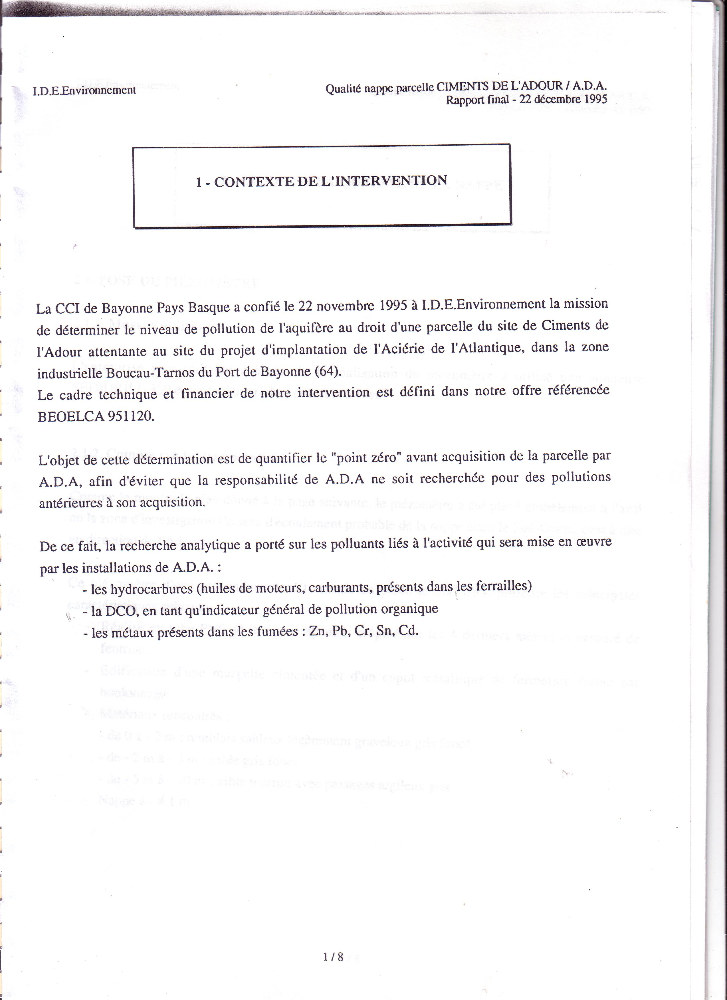 I.D.E.Environnement
Qualité nappe parcelle CIMENTS DE L'ADOUR / A.D.A.
Rapport final - 22 décembre 1995
1 - CONTEXTE DE L'INTERVENTION
La CCI de Bayonne Pays Basque a confié le 22 novembre 1995 à I.D.E.Environnement la mission
de déterminer le niveau de pollution de l'aquifère au droit d'une parcelle du site de Ciments de
l'Adour attentante au site du projet d'implantation de l'Aciérie de l'Atlantique, dans la zone
industrielle Boucau-Tarnos du Port de Bayonne (64).
Le cadre technique et financier de notre intervention est défini dans notre offre référencée
BEOELCA 951120.
L'objet de cette détermination est de quantifier le "point zéro" avant acquisition de la parcelle par
A.D.A, afin d'éviter que la responsabilité de A.D.A ne soit recherchée pour des pollutions
antérieures à son acquisition.
De ce fait, la recherche analytique a porté sur les polluants liés à l'activité qui sera mise en œuvre
par les installations de A.D.A. :
- les hydrocarbures (huiles de moteurs, carburants, présents dans les ferrailles)
- la DCO, en tant qu'indicateur général de pollution organique
- les métaux présents dans les fumées : Zn, Pb, Cr, Sn, Cd.
1 / 8